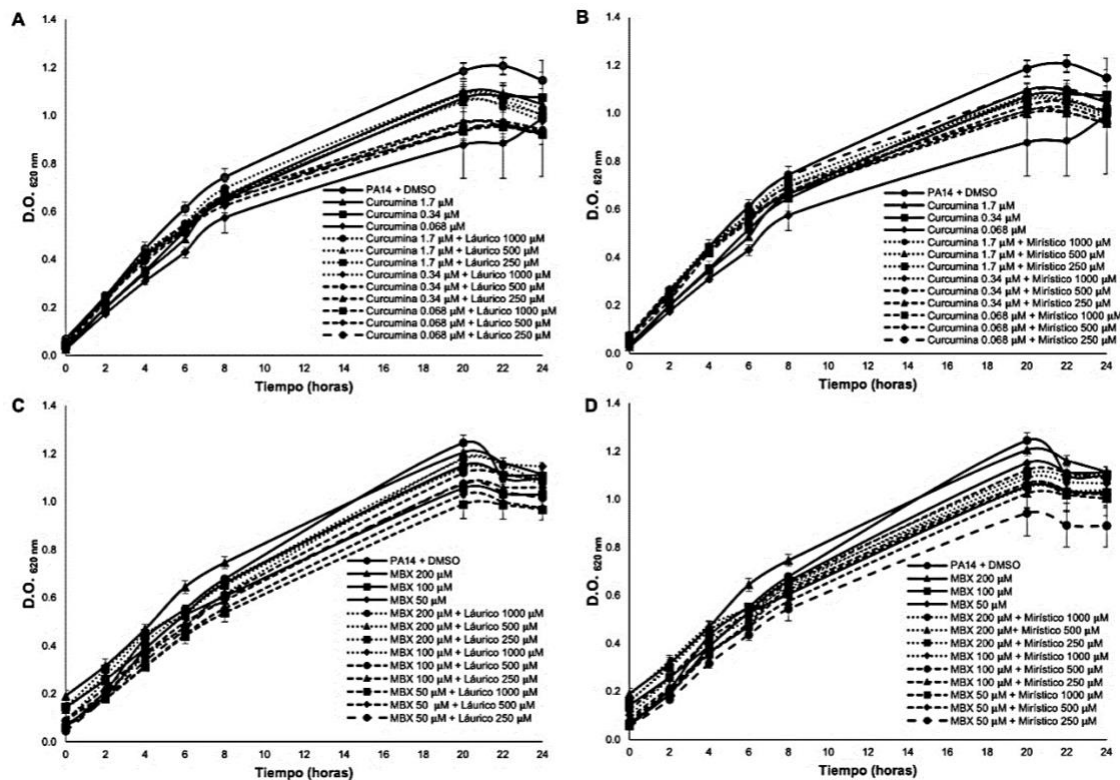 A
1.4
1.2
1.0
0.8
0.6
0.4
0.2
0.0
D.O. 620 nm
0 2 4 6 8 10 12 14 16 18 20 22 24
Tiempo (horas)
PA14 + DMSO
Curcumina 1.7 µM
Curcumina 0.34 µM
Curcumina 0.068 µM
Curcumina 1.7 µM + Láurico 1000 µM
Curcumina 1.7 µM + Láurico 500 µM
Curcumina 1.7 µM + Láurico 250 µM
Curcumina 0.34 µM + Láurico 1000 µM
Curcumina 0.34 µM + Láurico 500 µM
Curcumina 0.34 µM + Láurico 250 µM
Curcumina 0.068 µM + Láurico 1000 µM
Curcumina 0.068 µM + Láurico 500 µM
Curcumina 0.068 µM + Láurico 250 µM
B
1.4
1.2
1.0
0.8
0.6
0.4
0.2
0.0
D.O. 620 nm
0 2 4 6 8 10 12 14 16 18 20 22 24
Tiempo (horas)
PA14 + DMSO
Curcumina 1.7 µM
Curcumina 0.34 µM
Curcumina 0.068 µM
Curcumina 1.7 µM + Mirístico 1000 µM
Curcumina 1.7 µM + Mirístico 500 µM
Curcumina 1.7 µM + Mirístico 250 µM
Curcumina 0.34 µM + Mirístico 1000 µM
Curcumina 0.34 µM + Mirístico 500 µM
Curcumina 0.34 µM + Mirístico 250 µM
Curcumina 0.068 µM + Mirístico 1000 µM
Curcumina 0.068 µM + Mirístico 500 µM
Curcumina 0.068 µM + Mirístico 250 µM
C
1.4
1.2
1.0
0.8
0.6
0.4
0.2
0.0
D.O. 620 nm
0 2 4 6 8 10 12 14 16 18 20 22 24
Tiempo (horas)
PA14 + DMSO
MBX 200 µM
MBX 100 µM
MBX 50 µM
MBX 200 µM + Láurico 1000 µM
MBX 200 µM + Láurico 500 µM
MBX 200 µM + Láurico 250 µM
MBX 100 µM + Láurico 1000 µM
MBX 100 µM + Láurico 500 µM
MBX 100 µM + Láurico 250 µM
MBX 50 µM + Láurico 1000 µM
MBX 50 µM + Láurico 500 µM
MBX 50 µM + Láurico 250 µM
D
1.4
1.2
1.0
0.8
0.6
0.4
0.2
0.0
D.O. 620 nm
0 2 4 6 8 10 12 14 16 18 20 22 24
Tiempo (horas)
PA14 + DMSO
MBX 200 µM
MBX 100 µM
MBX 50 µM
MBX 200 µM + Mirístico 1000 µM
MBX 200 µM+ Mirístico 500 µM
MBX 200 µM + Mirístico 250 µM
MBX 100 µM + Mirístico 1000 µM
MBX 100 µM + Mirístico 500 µM
MBX 100 µM + Mirístico 250 µM
MBX 50 µM + Mirístico 1000 µM
MBX 50 µM + Mirístico 500 µM
MBX 50 µM + Mirístico 250 µM